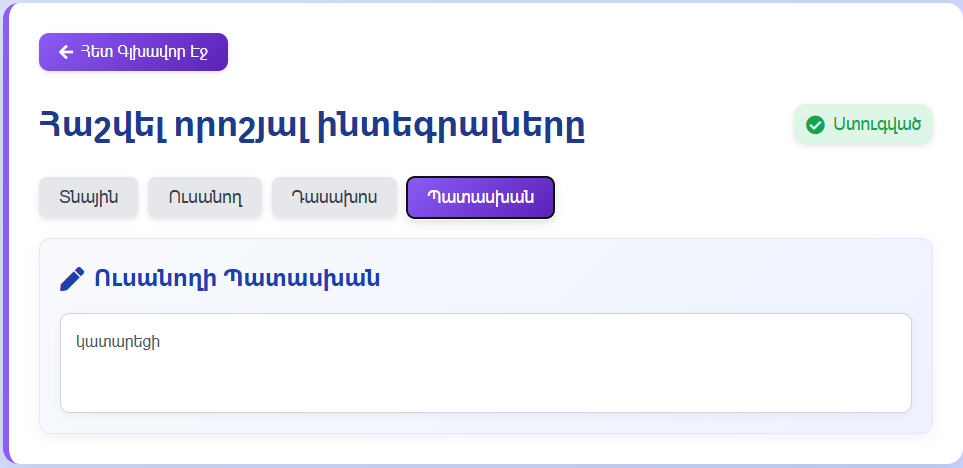 Հետ Գլխավոր Էջ
Հաշվել որոշյալ ինտեգրալները
Ստուգված
Տնային Ուսանող Դասախոս Պատասխան
Ուսանողի Պատասխան
կատարեցի